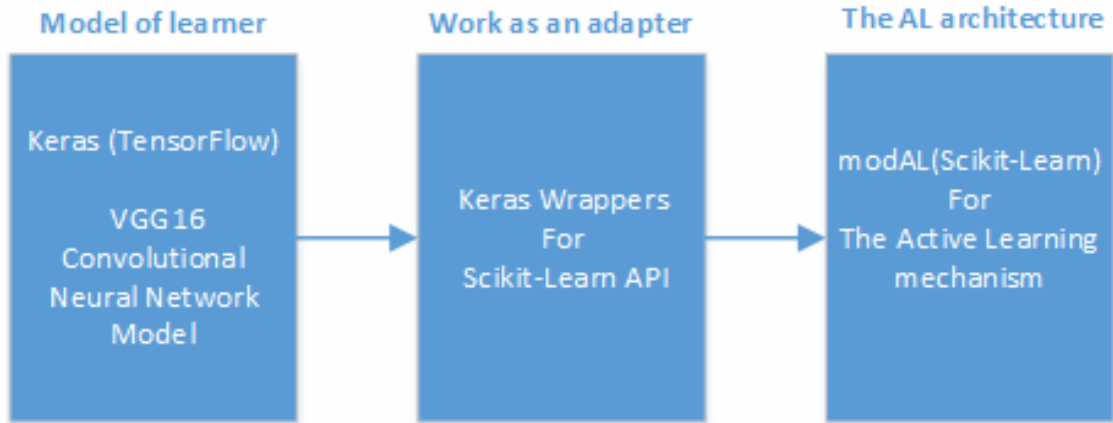 Model of learner
Work as an adapter
The AL architecture
Keras (TensorFlow)
VGG16
Convolutional
Neural Network
Model
Keras Wrappers
For
Scikit-Learn API
modAL(Scikit-Learn)
For
The Active Learning
mechanism